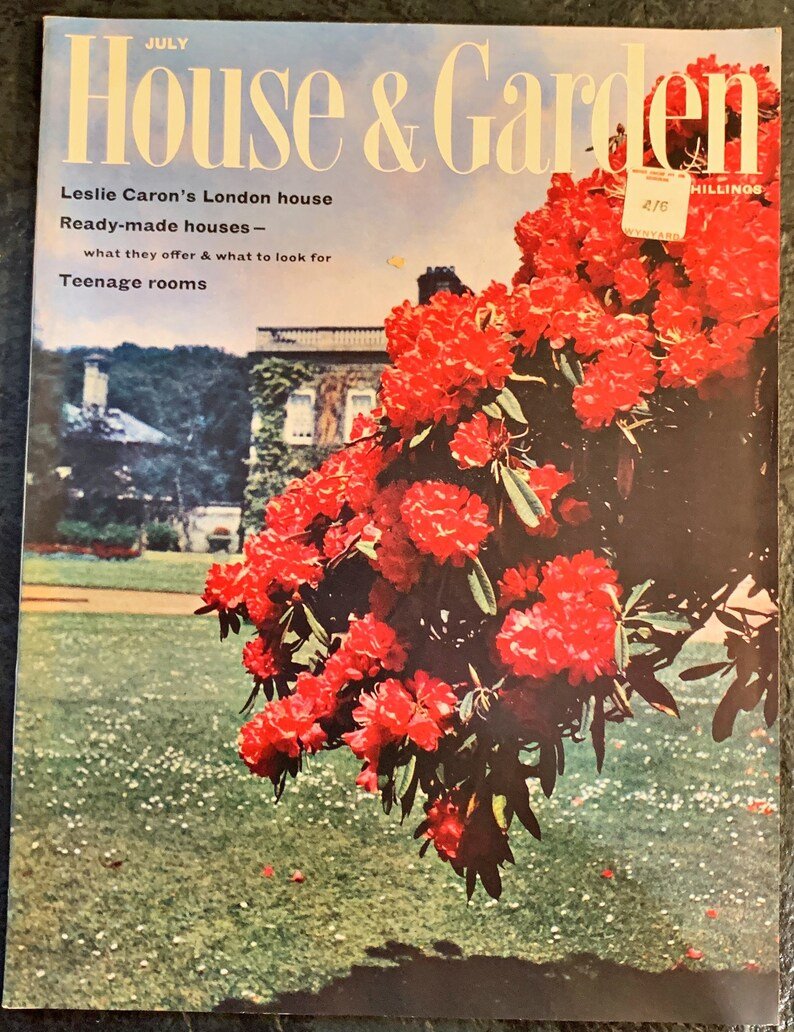 JULY
House & Garden
Leslie Caron's London house
Ready-made houses –
what they offer & what to look for
Teenage rooms
HILLINGS
2/6
WYNYARD